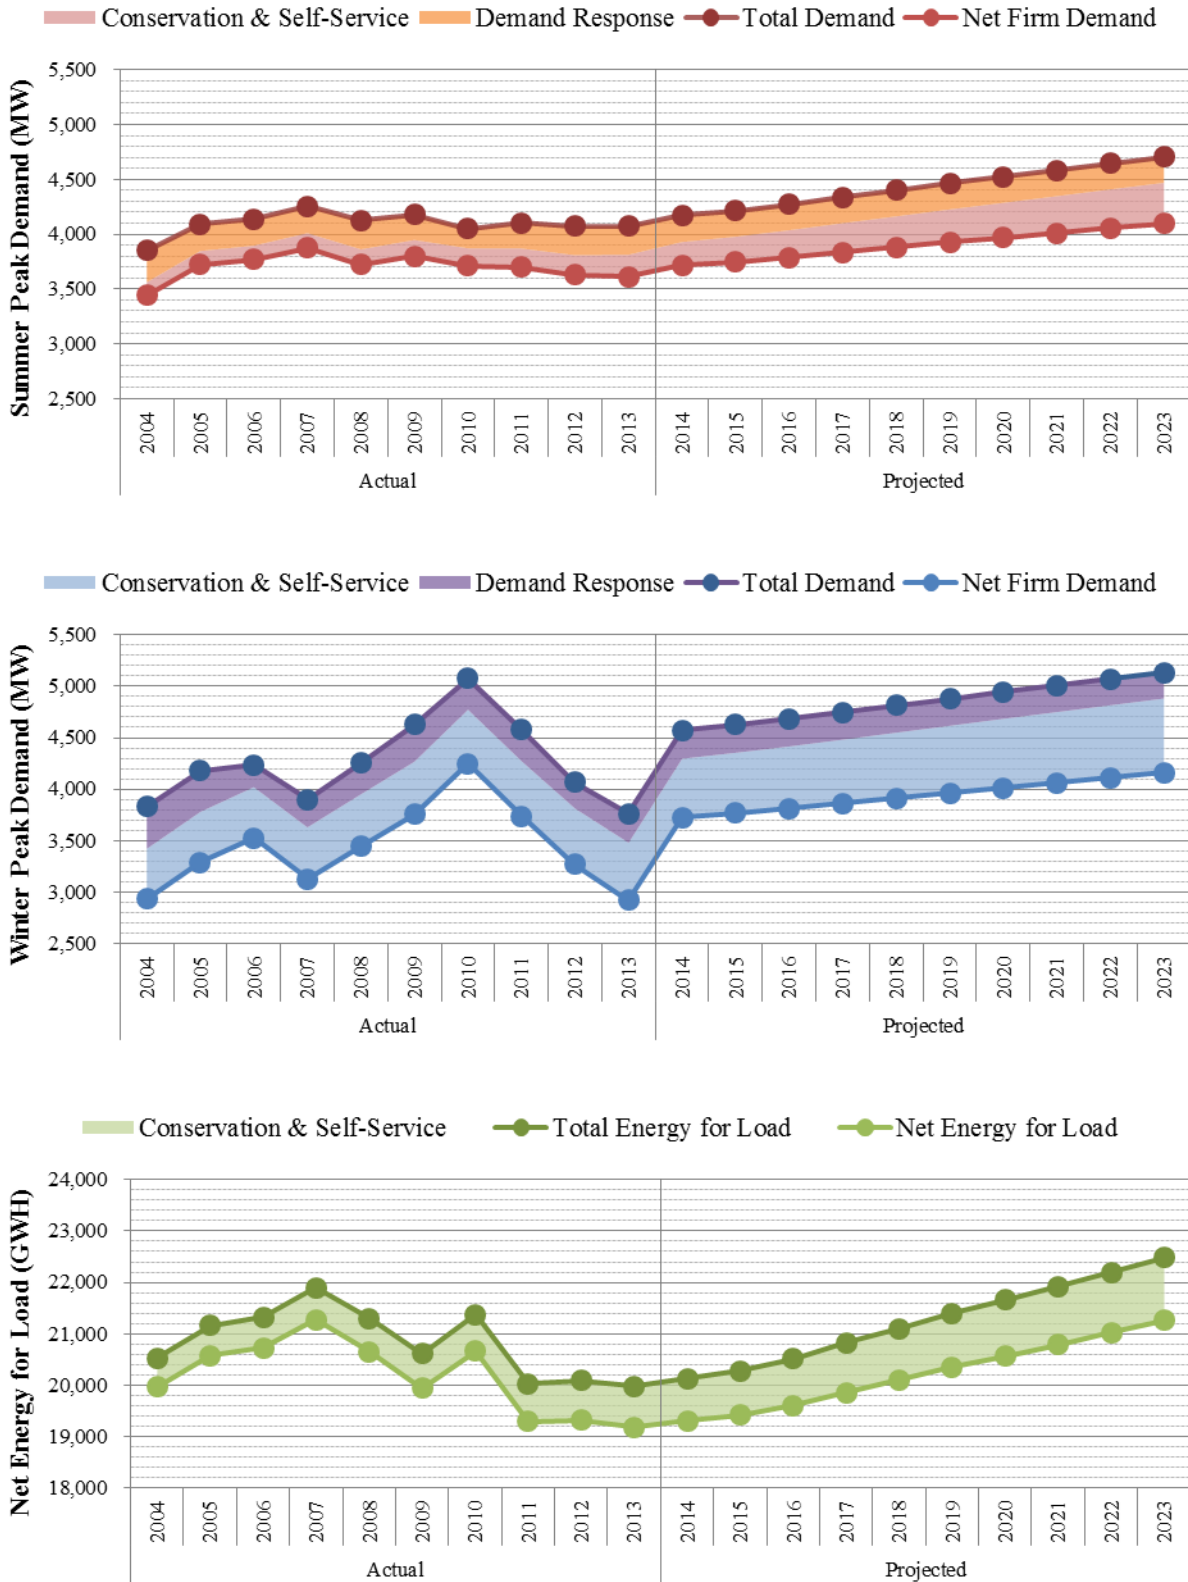 Conservation & Self-Service Demand Response Total Demand Net Firm Demand
Summer Peak Demand (MW)
5,500
5,000
4,500
4,000
3,500
3,000
2,500
2004 2005 2006 2007 2008 2009 2010 2011 2012 2013 2014 2015 2016 2017 2018 2019 2020 2021 2022 2023
Actual Projected
Conservation & Self-Service Demand Response Total Demand Net Firm Demand
Winter Peak Demand (MW)
5,500
5,000
4,500
4,000
3,500
3,000
2,500
2004 2005 2006 2007 2008 2009 2010 2011 2012 2013 2014 2015 2016 2017 2018 2019 2020 2021 2022 2023
Actual Projected
Conservation & Self-Service Total Energy for Load Net Energy for Load
Net Energy for Load (GWH)
24,000
23,000
22,000
21,000
20,000
19,000
18,000
2004 2005 2006 2007 2008 2009 2010 2011 2012 2013 2014 2015 2016 2017 2018 2019 2020 2021 2022 2023
Actual Projected